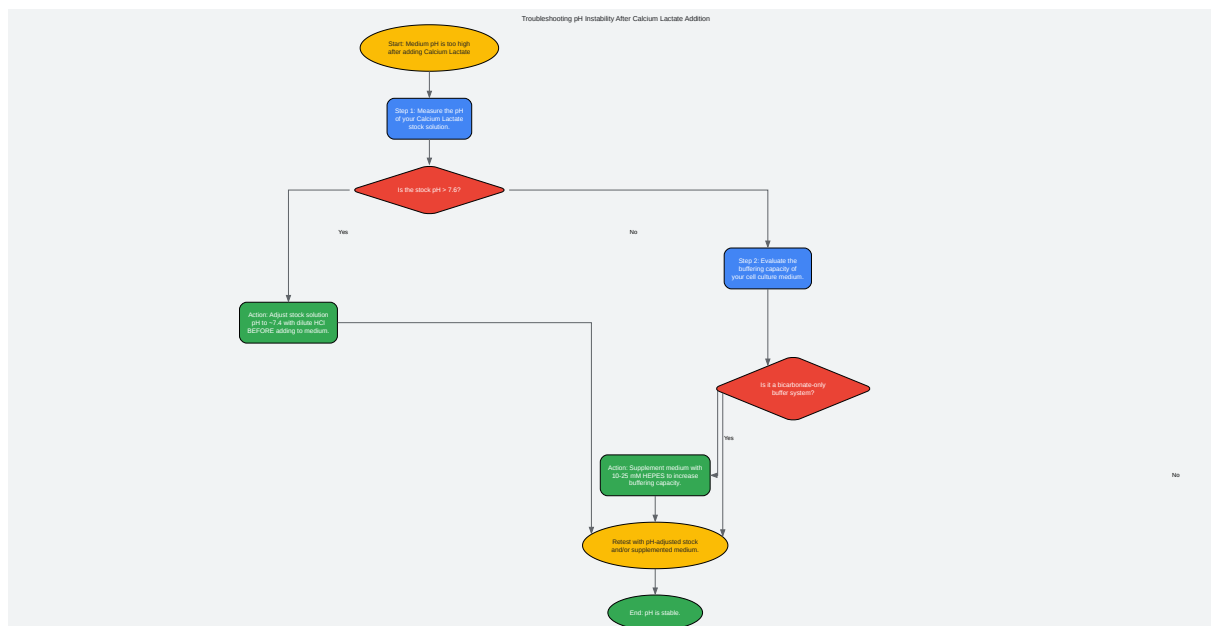 Troubleshooting pH Instability After Calcium Lactate Addition
Start: Medium pH is too high
after adding Calcium Lactate
Step 1: Measure the pH
of your Calcium Lactate
stock solution.
Is the stock pH > 7.6?
Yes
No
Step 2: Evaluate the
buffering capacity of
your cell culture medium.
Action: Adjust stock solution
pH to ~7.4 with dilute HCl
BEFORE adding to medium.
Is it a bicarbonate-only
buffer system?
Yes
Action: Supplement medium with
10-25 mM HEPES to increase
buffering capacity.
No
Retest with pH-adjusted stock
and/or supplemented medium.
End: pH is stable.